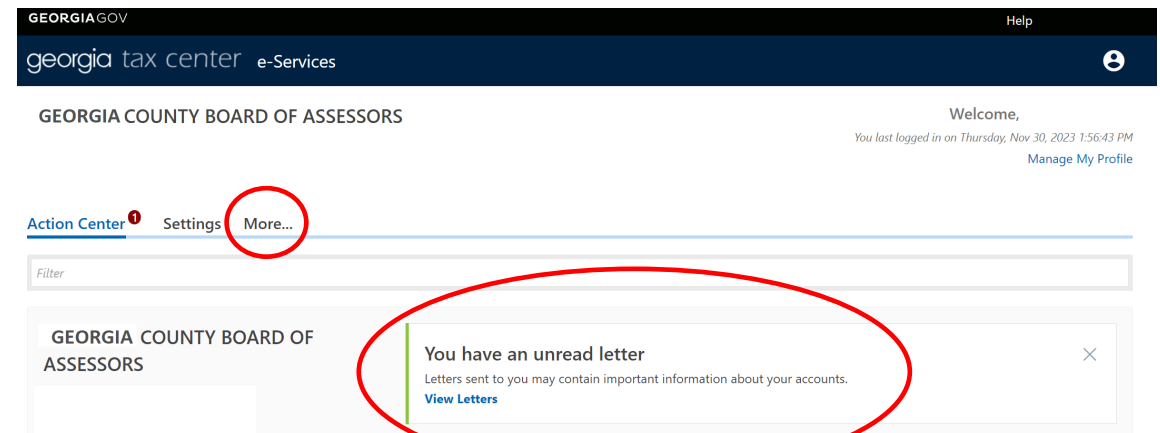 GEORGIAGOV
Help
georgia tax center e-Services
GEORGIA COUNTY BOARD OF ASSESSORS
Welcome,
You last logged in on Thursday, Nov 30, 2023 1:56:43 PM
Manage My Profile
Action Center 1 Settings More...
Filter
GEORGIA COUNTY BOARD OF
ASSESSORS
You have an unread letter
Letters sent to you may contain important information about your accounts.
View Letters